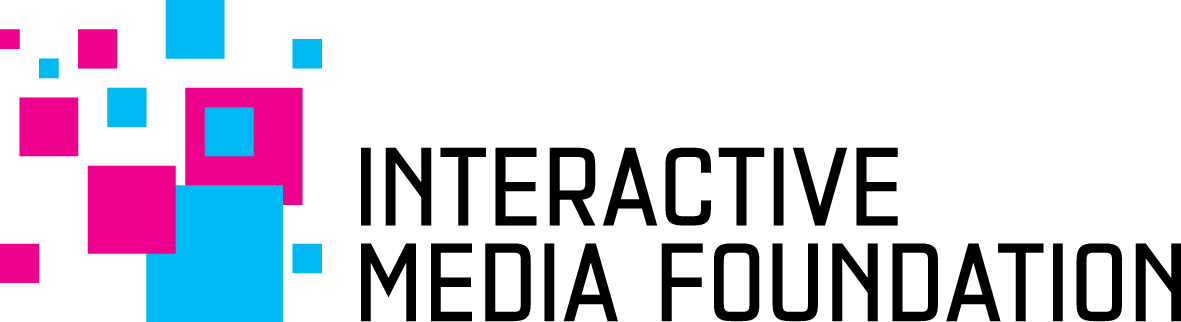 INTERACTIVE
MEDIA FOUNDATION